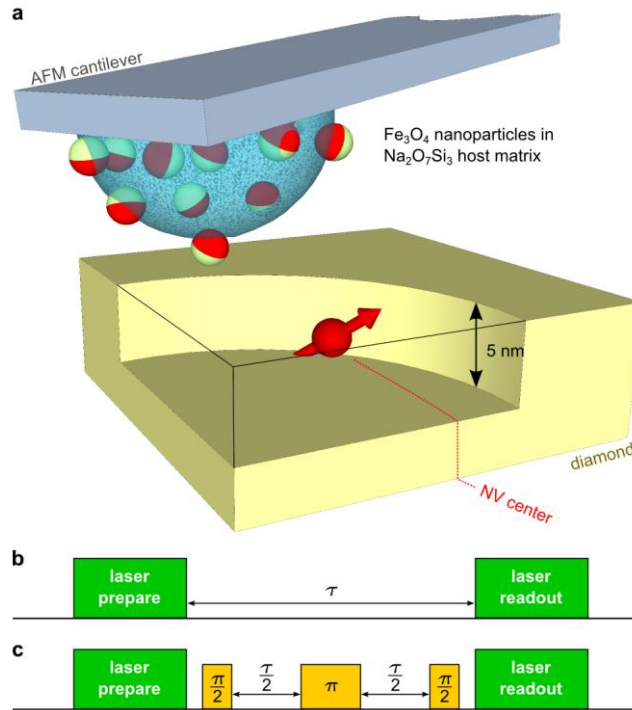 a
AFM cantilever
Fe₃O₄ nanoparticles in
Na₂O₇Si₃ host matrix
5 nm
diamond
NV center
b
laser
prepare
τ
laser
readout
c
laser
prepare
π/2
τ/2
π
τ/2
π/2
laser
readout